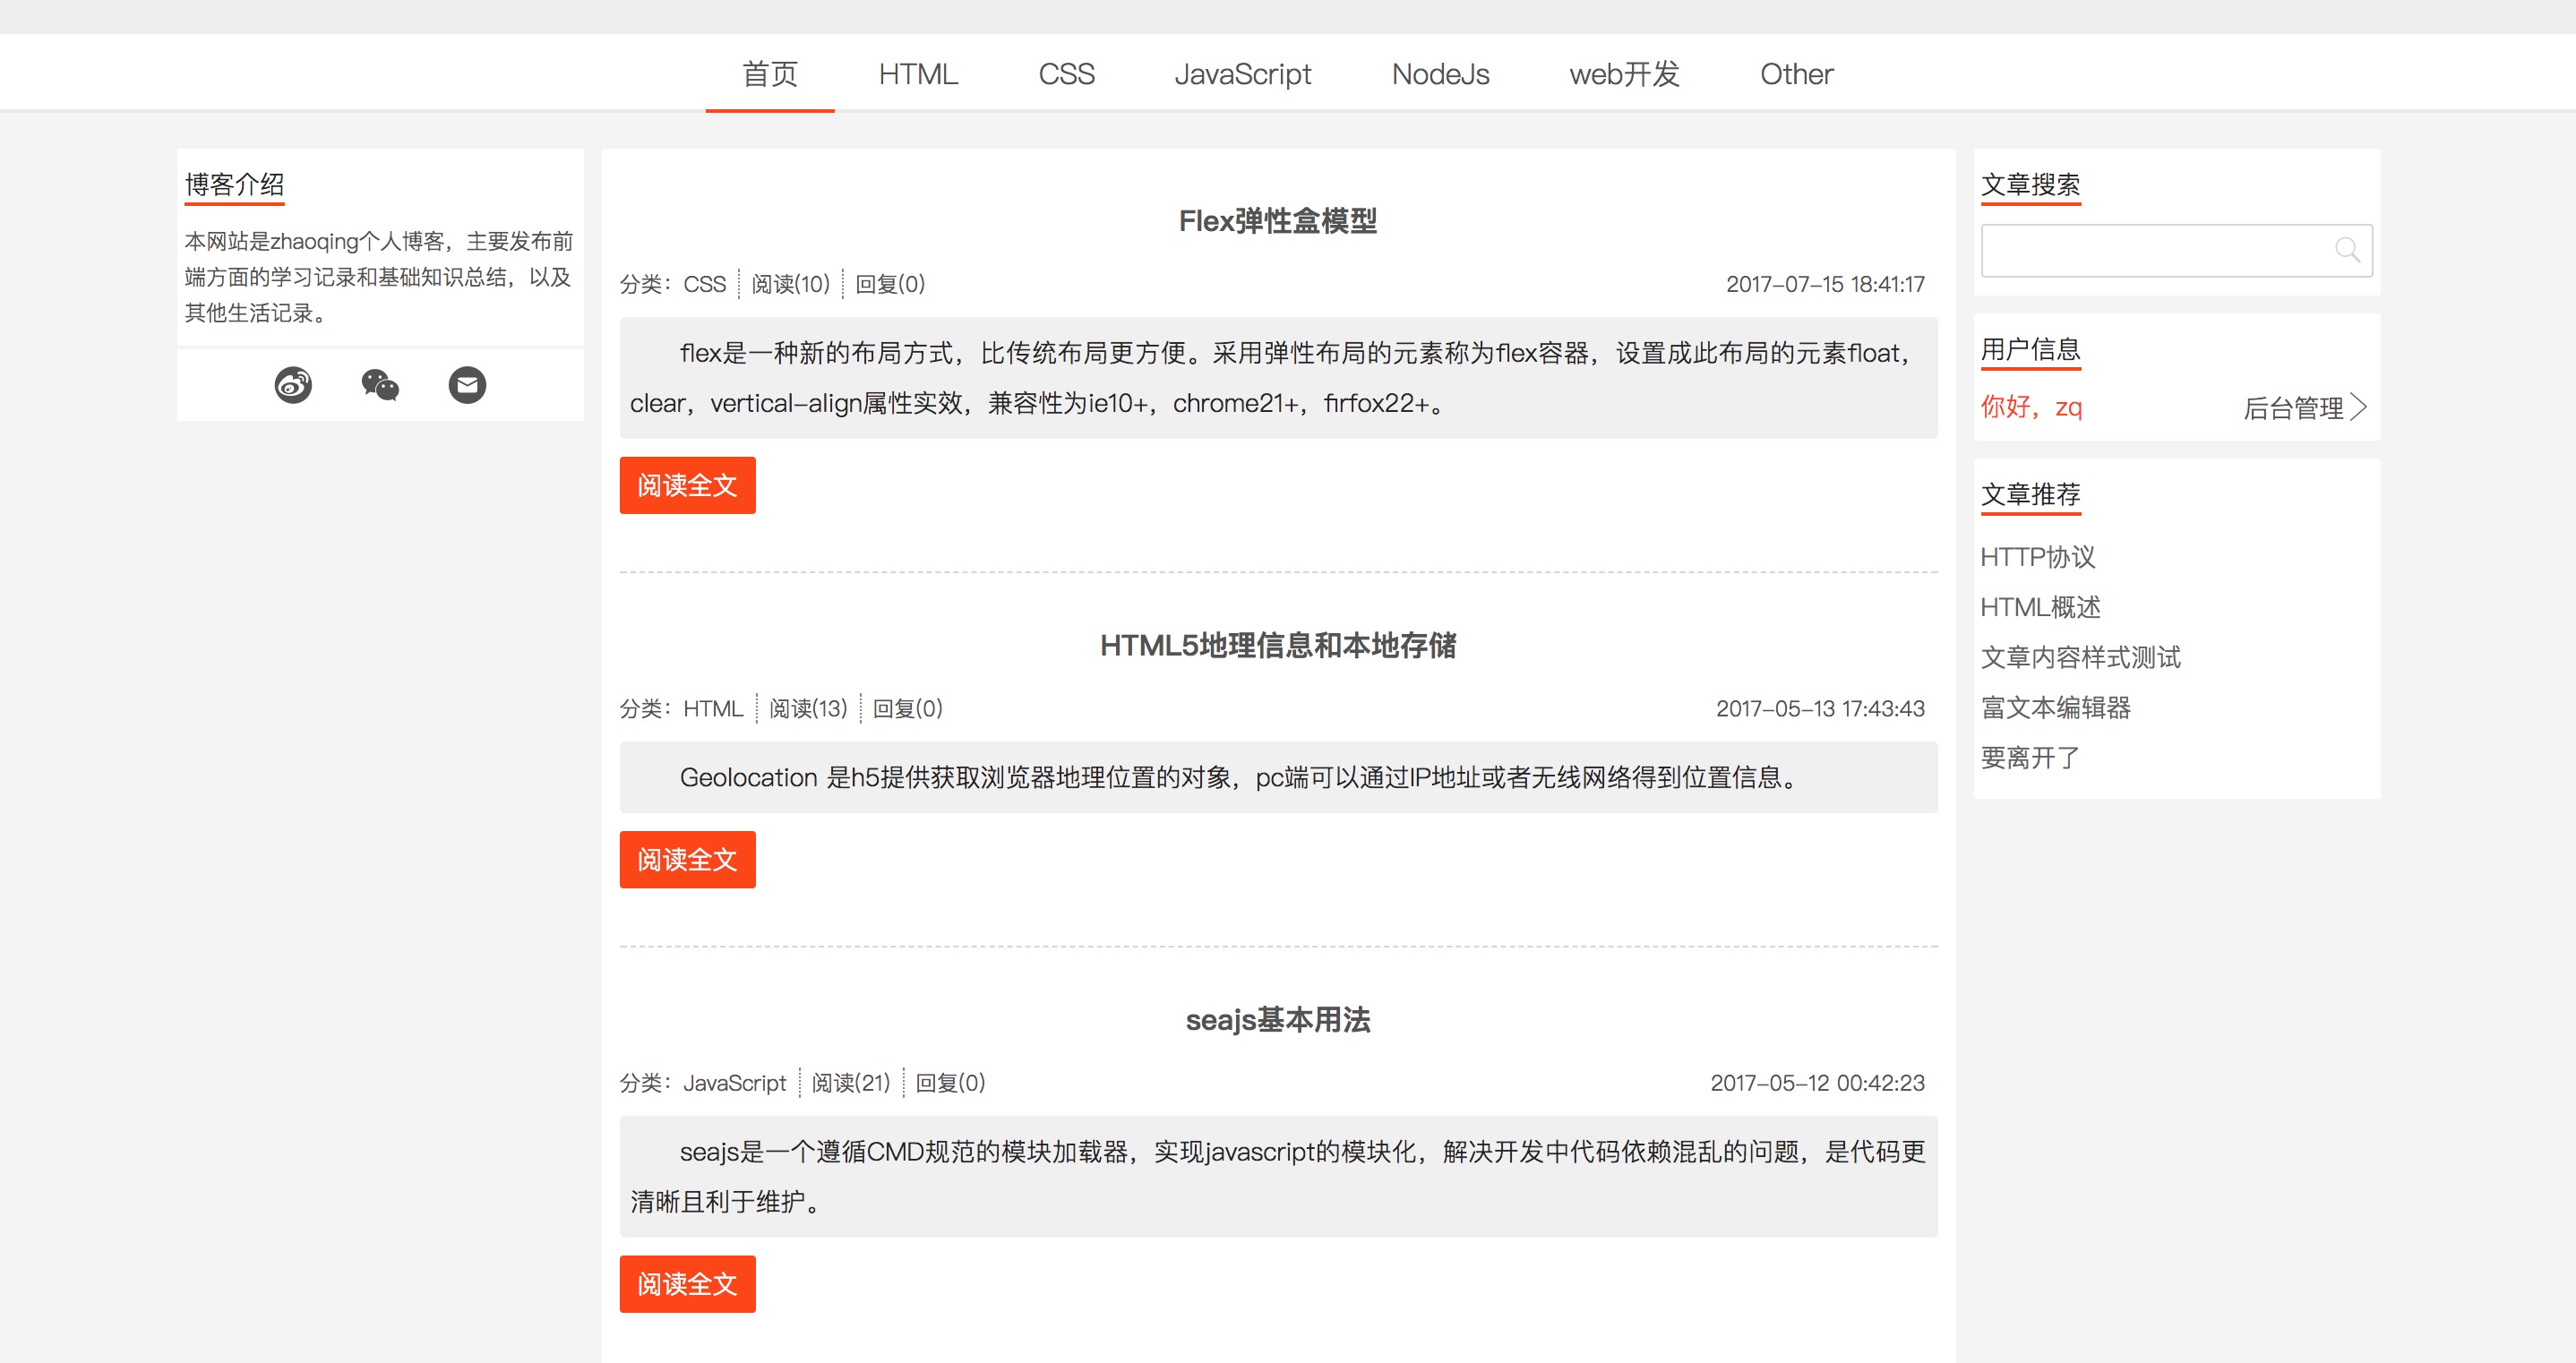 首页 HTML CSS JavaScript NodeJs web开发 Other
博客介绍
本网站是zhaoqing个人博客，主要发布前
端方面的学习记录和基础知识总结，以及
其他生活记录。
Flex弹性盒模型
分类：CSS 阅读(10) 回复(0) 2017-07-15 18:41:17
flex是一种新的布局方式，比传统布局更方便。采用弹性布局的元素称为flex容器，设置成此布局的元素float，
clear，vertical-align属性实效，兼容性为ie10+，chrome21+，firfox22+。
阅读全文
HTML5地理信息和本地存储
分类：HTML 阅读(13) 回复(0) 2017-05-13 17:43:43
Geolocation 是h5提供获取浏览器地理位置的对象，pc端可以通过IP地址或者无线网络得到位置信息。
阅读全文
seajs基本用法
分类：JavaScript 阅读(21) 回复(0) 2017-05-12 00:42:23
seajs是一个遵循CMD规范的模块加载器，实现javascript的模块化，解决开发中代码依赖混乱的问题，是代码更
清晰且利于维护。
阅读全文
文章搜索
用户信息
你好，zq 后台管理
文章推荐
HTTP协议
HTML概述
文章内容样式测试
富文本编辑器
要离开了